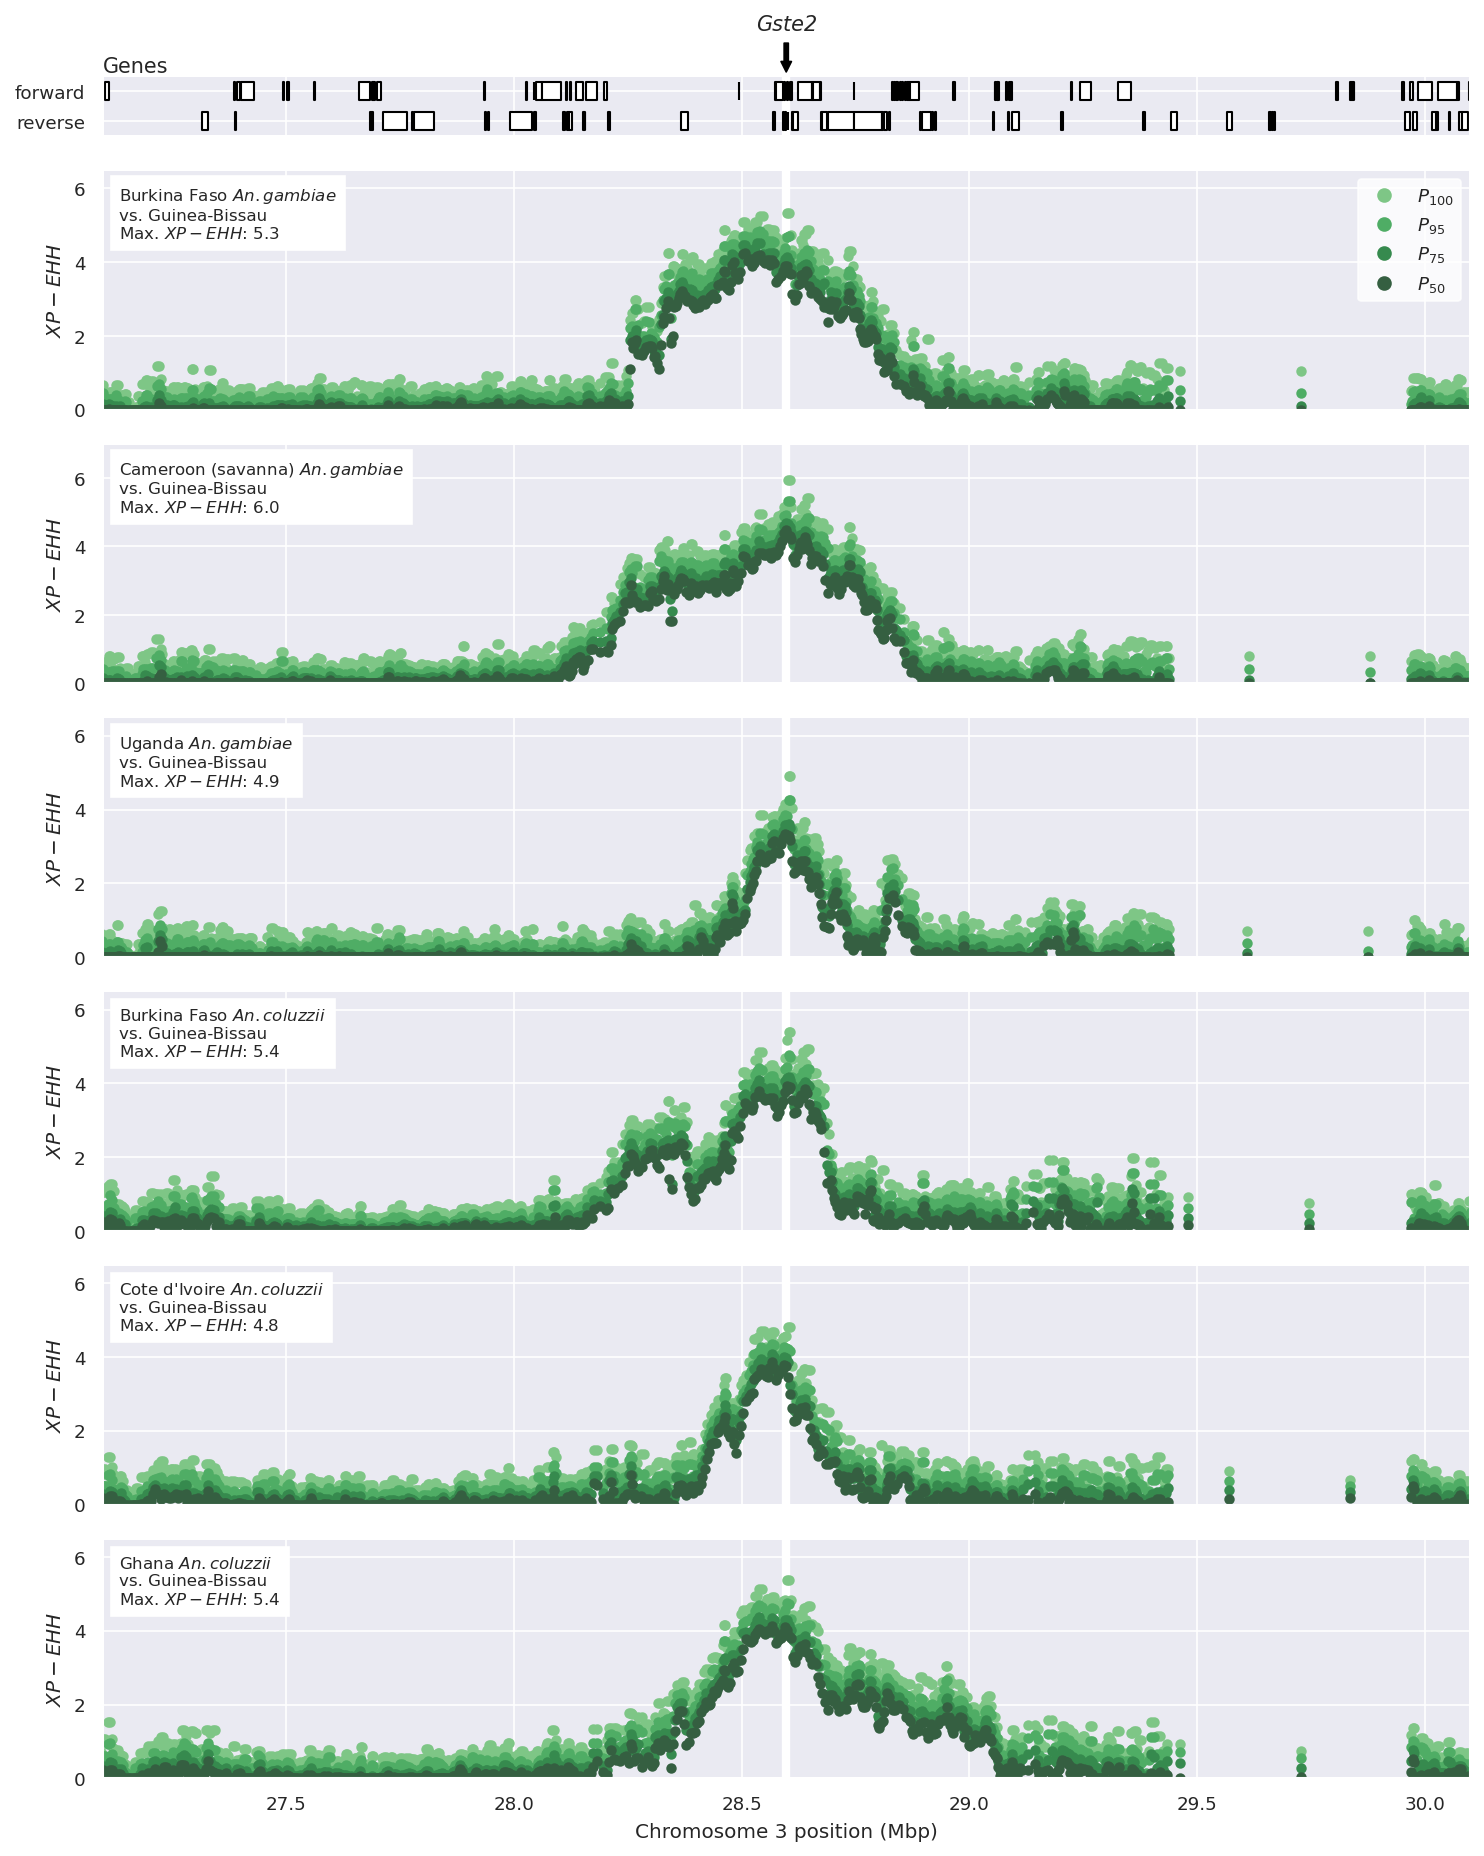 Gste2
Genes
forward
reverse
6
4
2
0
XP − EHH
Burkina Faso An. gambiae
vs. Guinea-Bissau
Max. XP − EHH: 5.3
P100
P95
P75
P50
6
4
2
0
XP − EHH
Cameroon (savanna) An. gambiae
vs. Guinea-Bissau
Max. XP − EHH: 6.0
6
4
2
0
XP − EHH
Uganda An. gambiae
vs. Guinea-Bissau
Max. XP − EHH: 4.9
6
4
2
0
XP − EHH
Burkina Faso An. coluzzii
vs. Guinea-Bissau
Max. XP − EHH: 5.4
6
4
2
0
XP − EHH
Cote d'Ivoire An. coluzzii
vs. Guinea-Bissau
Max. XP − EHH: 4.8
6
4
2
0
XP − EHH
Ghana An. coluzzii
vs. Guinea-Bissau
Max. XP − EHH: 5.4
27.5 28.0 28.5 29.0 29.5 30.0
Chromosome 3 position (Mbp)